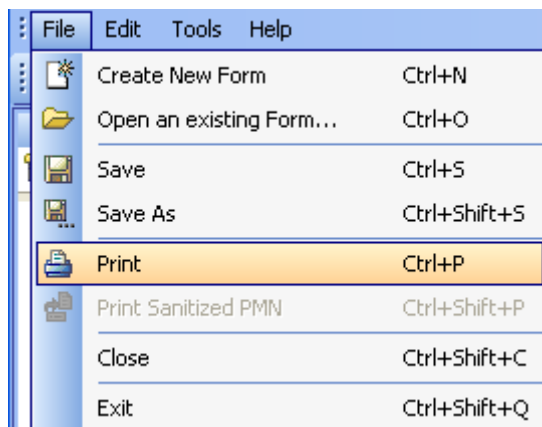 File Edit Tools Help
Create New Form Ctrl+N
Open an existing Form... Ctrl+O
Save Ctrl+S
Save As Ctrl+Shift+S
Print Ctrl+P
Print Sanitized PMN Ctrl+Shift+P
Close Ctrl+Shift+C
Exit Ctrl+Shift+Q